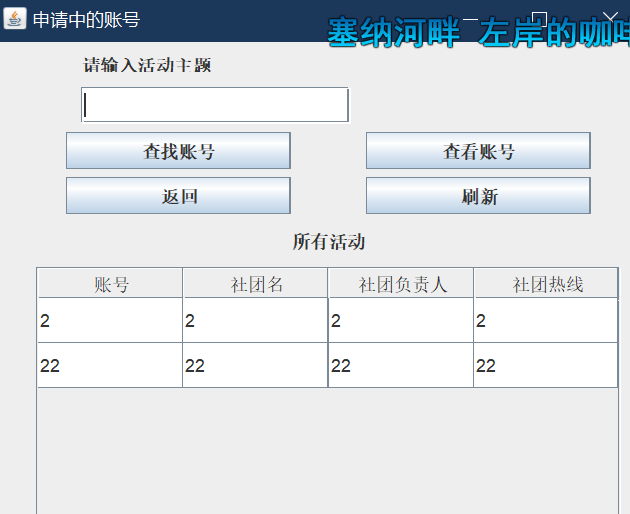 申请中的账号
塞纳河畔 左岸的咖啡
请输入活动主题
查找账号 查看账号
返回 刷新
所有活动
账号 社团名 社团负责人 社团热线
2 2 2 2
22 22 22 22